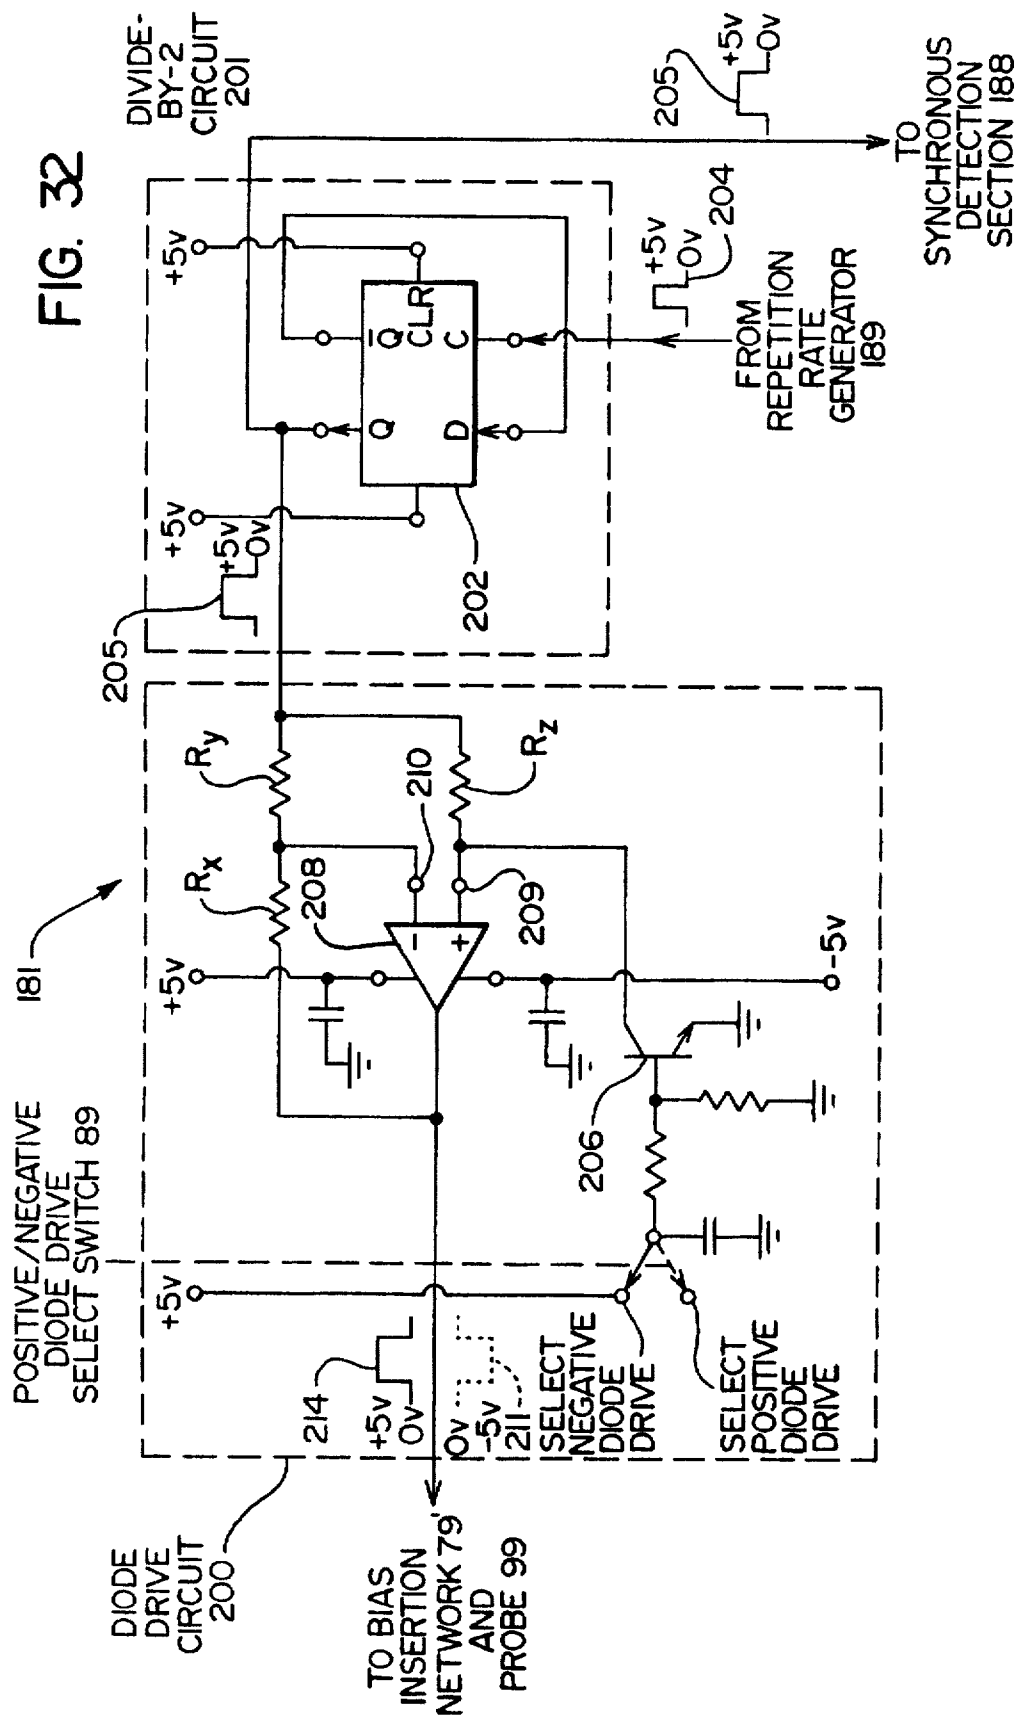 FIG. 32
181
POSITIVE/NEGATIVE
DIODE DRIVE
SELECT SWITCH 89
DIVIDE-
BY-2
CIRCUIT
201
DIODE
DRIVE
CIRCUIT
200
+5v
214
+5v
0v
0v
-5v
211
SELECT
NEGATIVE
DIODE
DRIVE
SELECT
POSITIVE
DIODE
DRIVE
TO BIAS
INSERTION
NETWORK 79'
AND
PROBE 99
206
+5v
Rx
Ry
208
-
+
210
209
Rz
-5v
205
+5v
0v
+5v
+5v
Q
Q̅
CLR
D
C
202
+5v
0v
204
FROM
REPETITION
RATE
GENERATOR
189
205
+5v
0v
TO
SYNCHRONOUS
DETECTION
SECTION 188